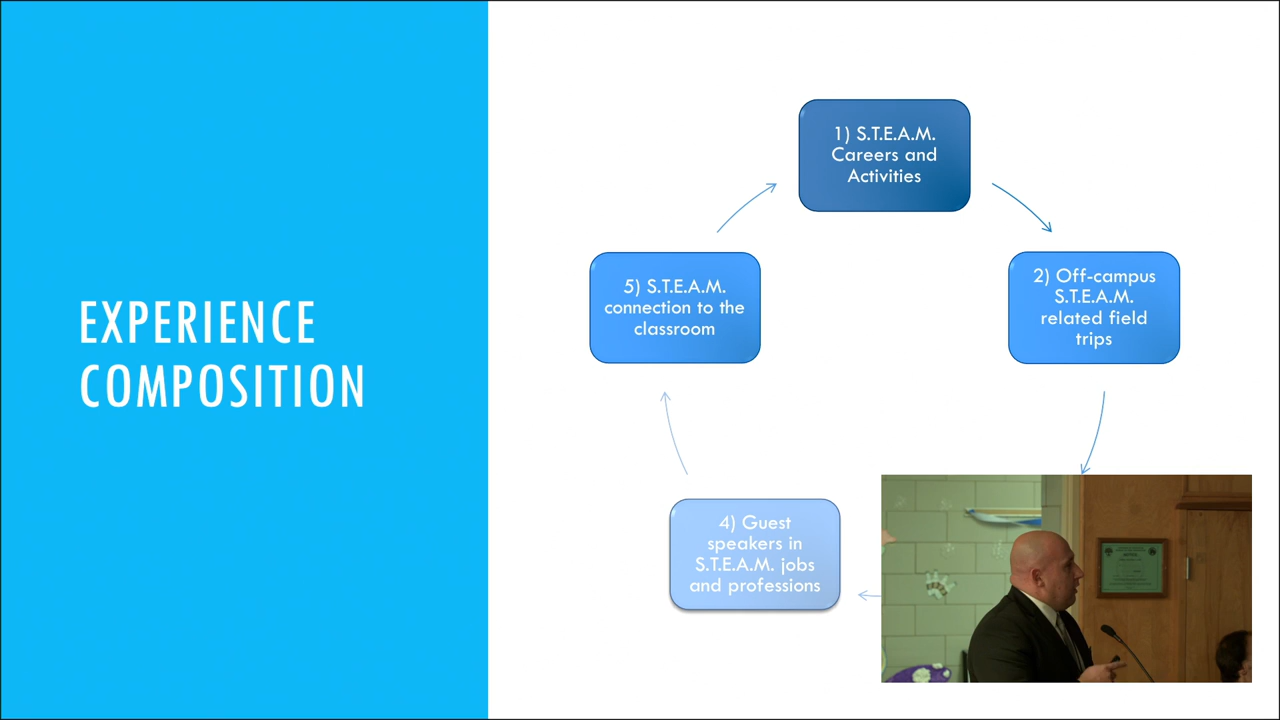 EXPERIENCE
COMPOSITION
1) S.T.E.A.M.
Careers and
Activities
2) Off-campus
S.T.E.A.M.
related field
trips
4) Guest
speakers in
S.T.E.A.M. jobs
and professions
5) S.T.E.A.M.
connection to the
classroom